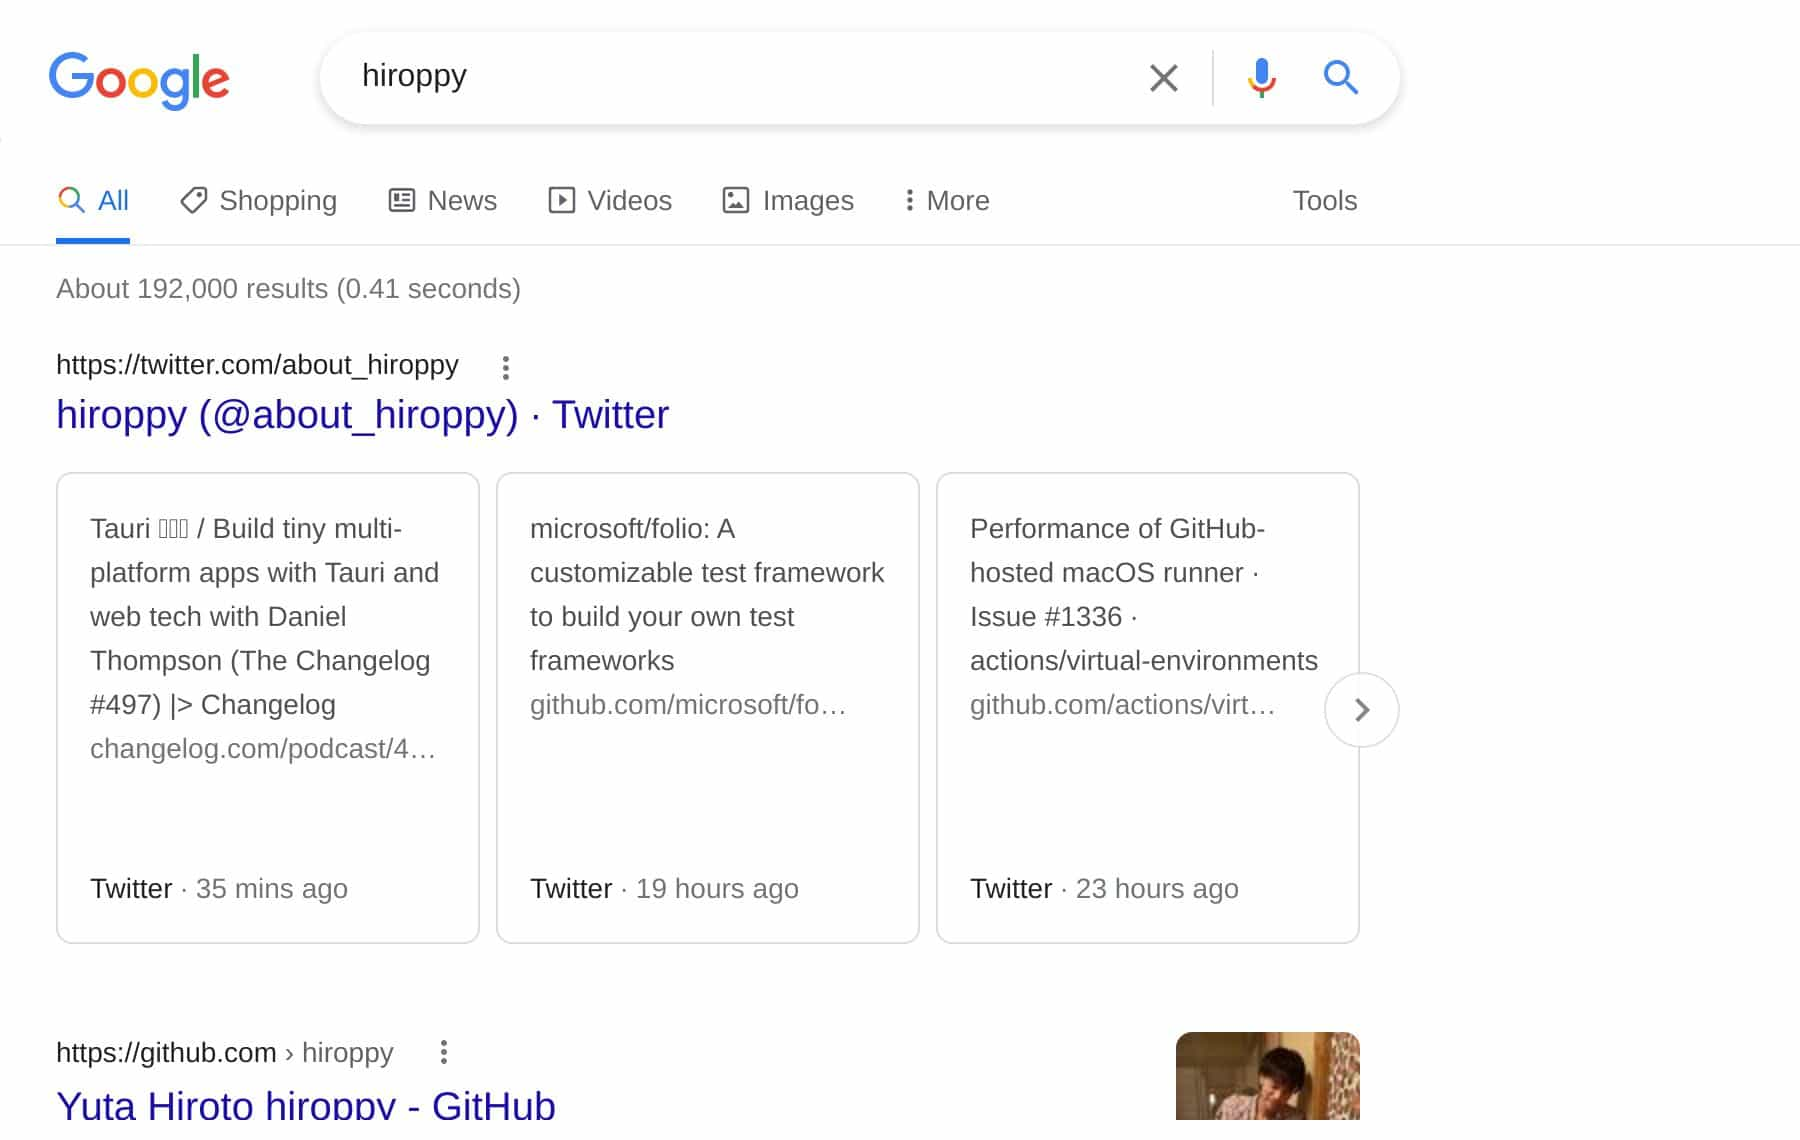 Google
hiroppy
All Shopping News Videos Images More Tools
About 192,000 results (0.41 seconds)
https://twitter.com/about_hiroppy
hiroppy (@about_hiroppy) · Twitter
Tauri / Build tiny multi-
platform apps with Tauri and
web tech with Daniel
Thompson (The Changelog
#497) |> Changelog
changelog.com/podcast/4…
Twitter · 35 mins ago
microsoft/folio: A
customizable test framework
to build your own test
frameworks
github.com/microsoft/fo…
Twitter · 19 hours ago
Performance of GitHub-
hosted macOS runner ·
Issue #1336 ·
actions/virtual-environments
github.com/actions/virt…
Twitter · 23 hours ago
https://github.com › hiroppy
Yuta Hiroto hiroppy - GitHub